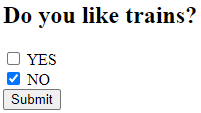 Do you like trains?
YES
NO
Submit